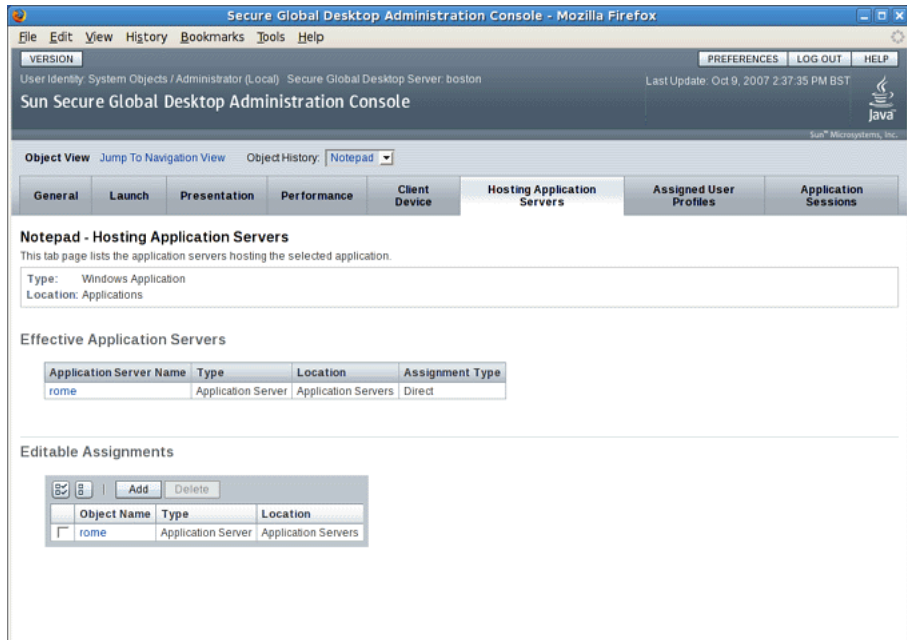 Secure Global Desktop Administration Console - Mozilla Firefox
File Edit View History Bookmarks Tools Help
VERSION PREFERENCES LOG OUT HELP
User Identity: System Objects / Administrator (Local) Secure Global Desktop Server: boston Last Update: Oct 9, 2007 2:37:35 PM BST
Sun Secure Global Desktop Administration Console
Java
Sun™ Microsystems, Inc.
Object View Jump To Navigation View Object History: Notepad
General Launch Presentation Performance Client Device Hosting Application Servers Assigned User Profiles Application Sessions
Notepad - Hosting Application Servers
This tab page lists the application servers hosting the selected application.
Type: Windows Application
Location: Applications
Effective Application Servers
Application Server Name Type Location Assignment Type
rome Application Server Application Servers Direct
Editable Assignments
Add Delete
Object Name Type Location
rome Application Server Application Servers